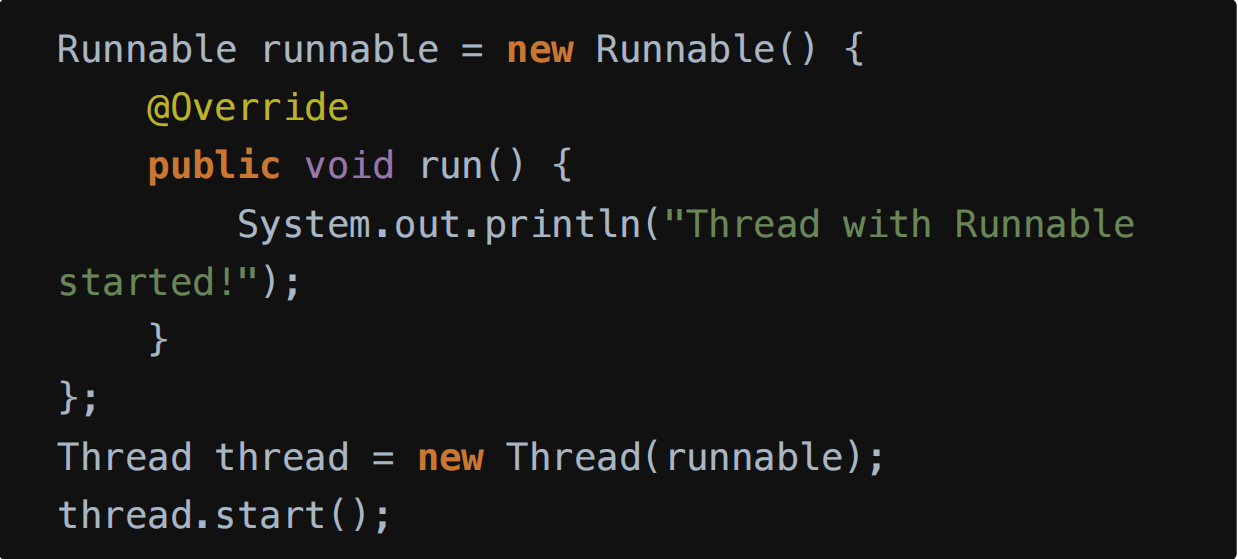 Runnable runnable = new Runnable() {
    @Override
    public void run() {
        System.out.println("Thread with Runnable
started!");
    }
};
Thread thread = new Thread(runnable);
thread.start();